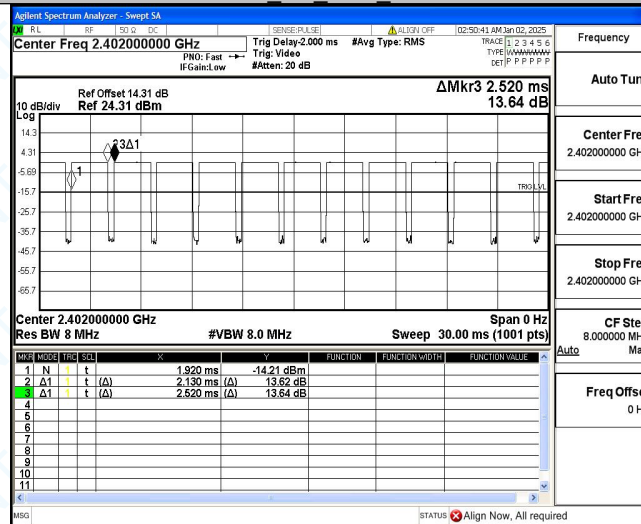 Agilent Spectrum Analyzer - Swept SA
RL RF 50 Ω DC SENSE:PULSE ALIGN OFF 02:50:41 AM Jan 02, 2025
Center Freq 2.402000000 GHz
PNO: Fast
IFGain:Low
Trig Delay-2.000 ms
Trig: Video
#Atten: 20 dB
#Avg Type: RMS
TRACE 1 2 3 4 5 6
TYPE WWWWWW
DET P P P P P P
Ref Offset 14.31 dB
10 dB/div Ref 24.31 dBm
Log
ΔMkr3 2.520 ms
13.64 dB
14.3
4.31
-5.69
-15.7
-25.7
-35.7
-45.7
-55.7
-65.7
1
23Δ1
TRIG LVL
Center 2.402000000 GHz Span 0 Hz
Res BW 8 MHz #VBW 8.0 MHz Sweep 30.00 ms (1001 pts)
MKR MODE TRC SCL X Y FUNCTION FUNCTION WIDTH FUNCTION VALUE
1 N 1 t 1.920 ms -14.21 dBm
2 Δ1 1 t (Δ) 2.130 ms (Δ) 13.62 dB
3 Δ1 1 t (Δ) 2.520 ms (Δ) 13.64 dB
4
5
6
7
8
9
10
11
MSG STATUS Align Now, All required
Frequency
Auto Tun
Center Fre
2.402000000 GH
Start Fre
2.402000000 GH
Stop Fre
2.402000000 GH
CF Ste
8.000000 MH
Auto Ma
Freq Offse
0 H